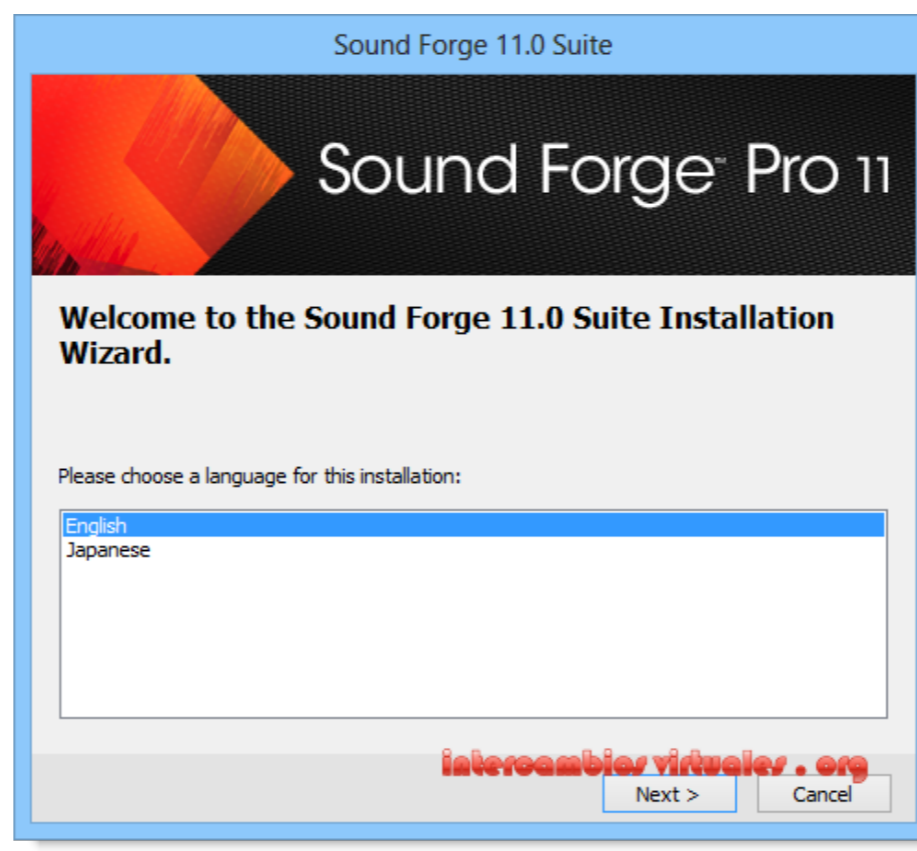 Sound Forge 11.0 Suite
Sound Forge™ Pro 11
Welcome to the Sound Forge 11.0 Suite Installation
Wizard.
Please choose a language for this installation:
English
Japanese
intercambios virtuales . org
Next >
Cancel